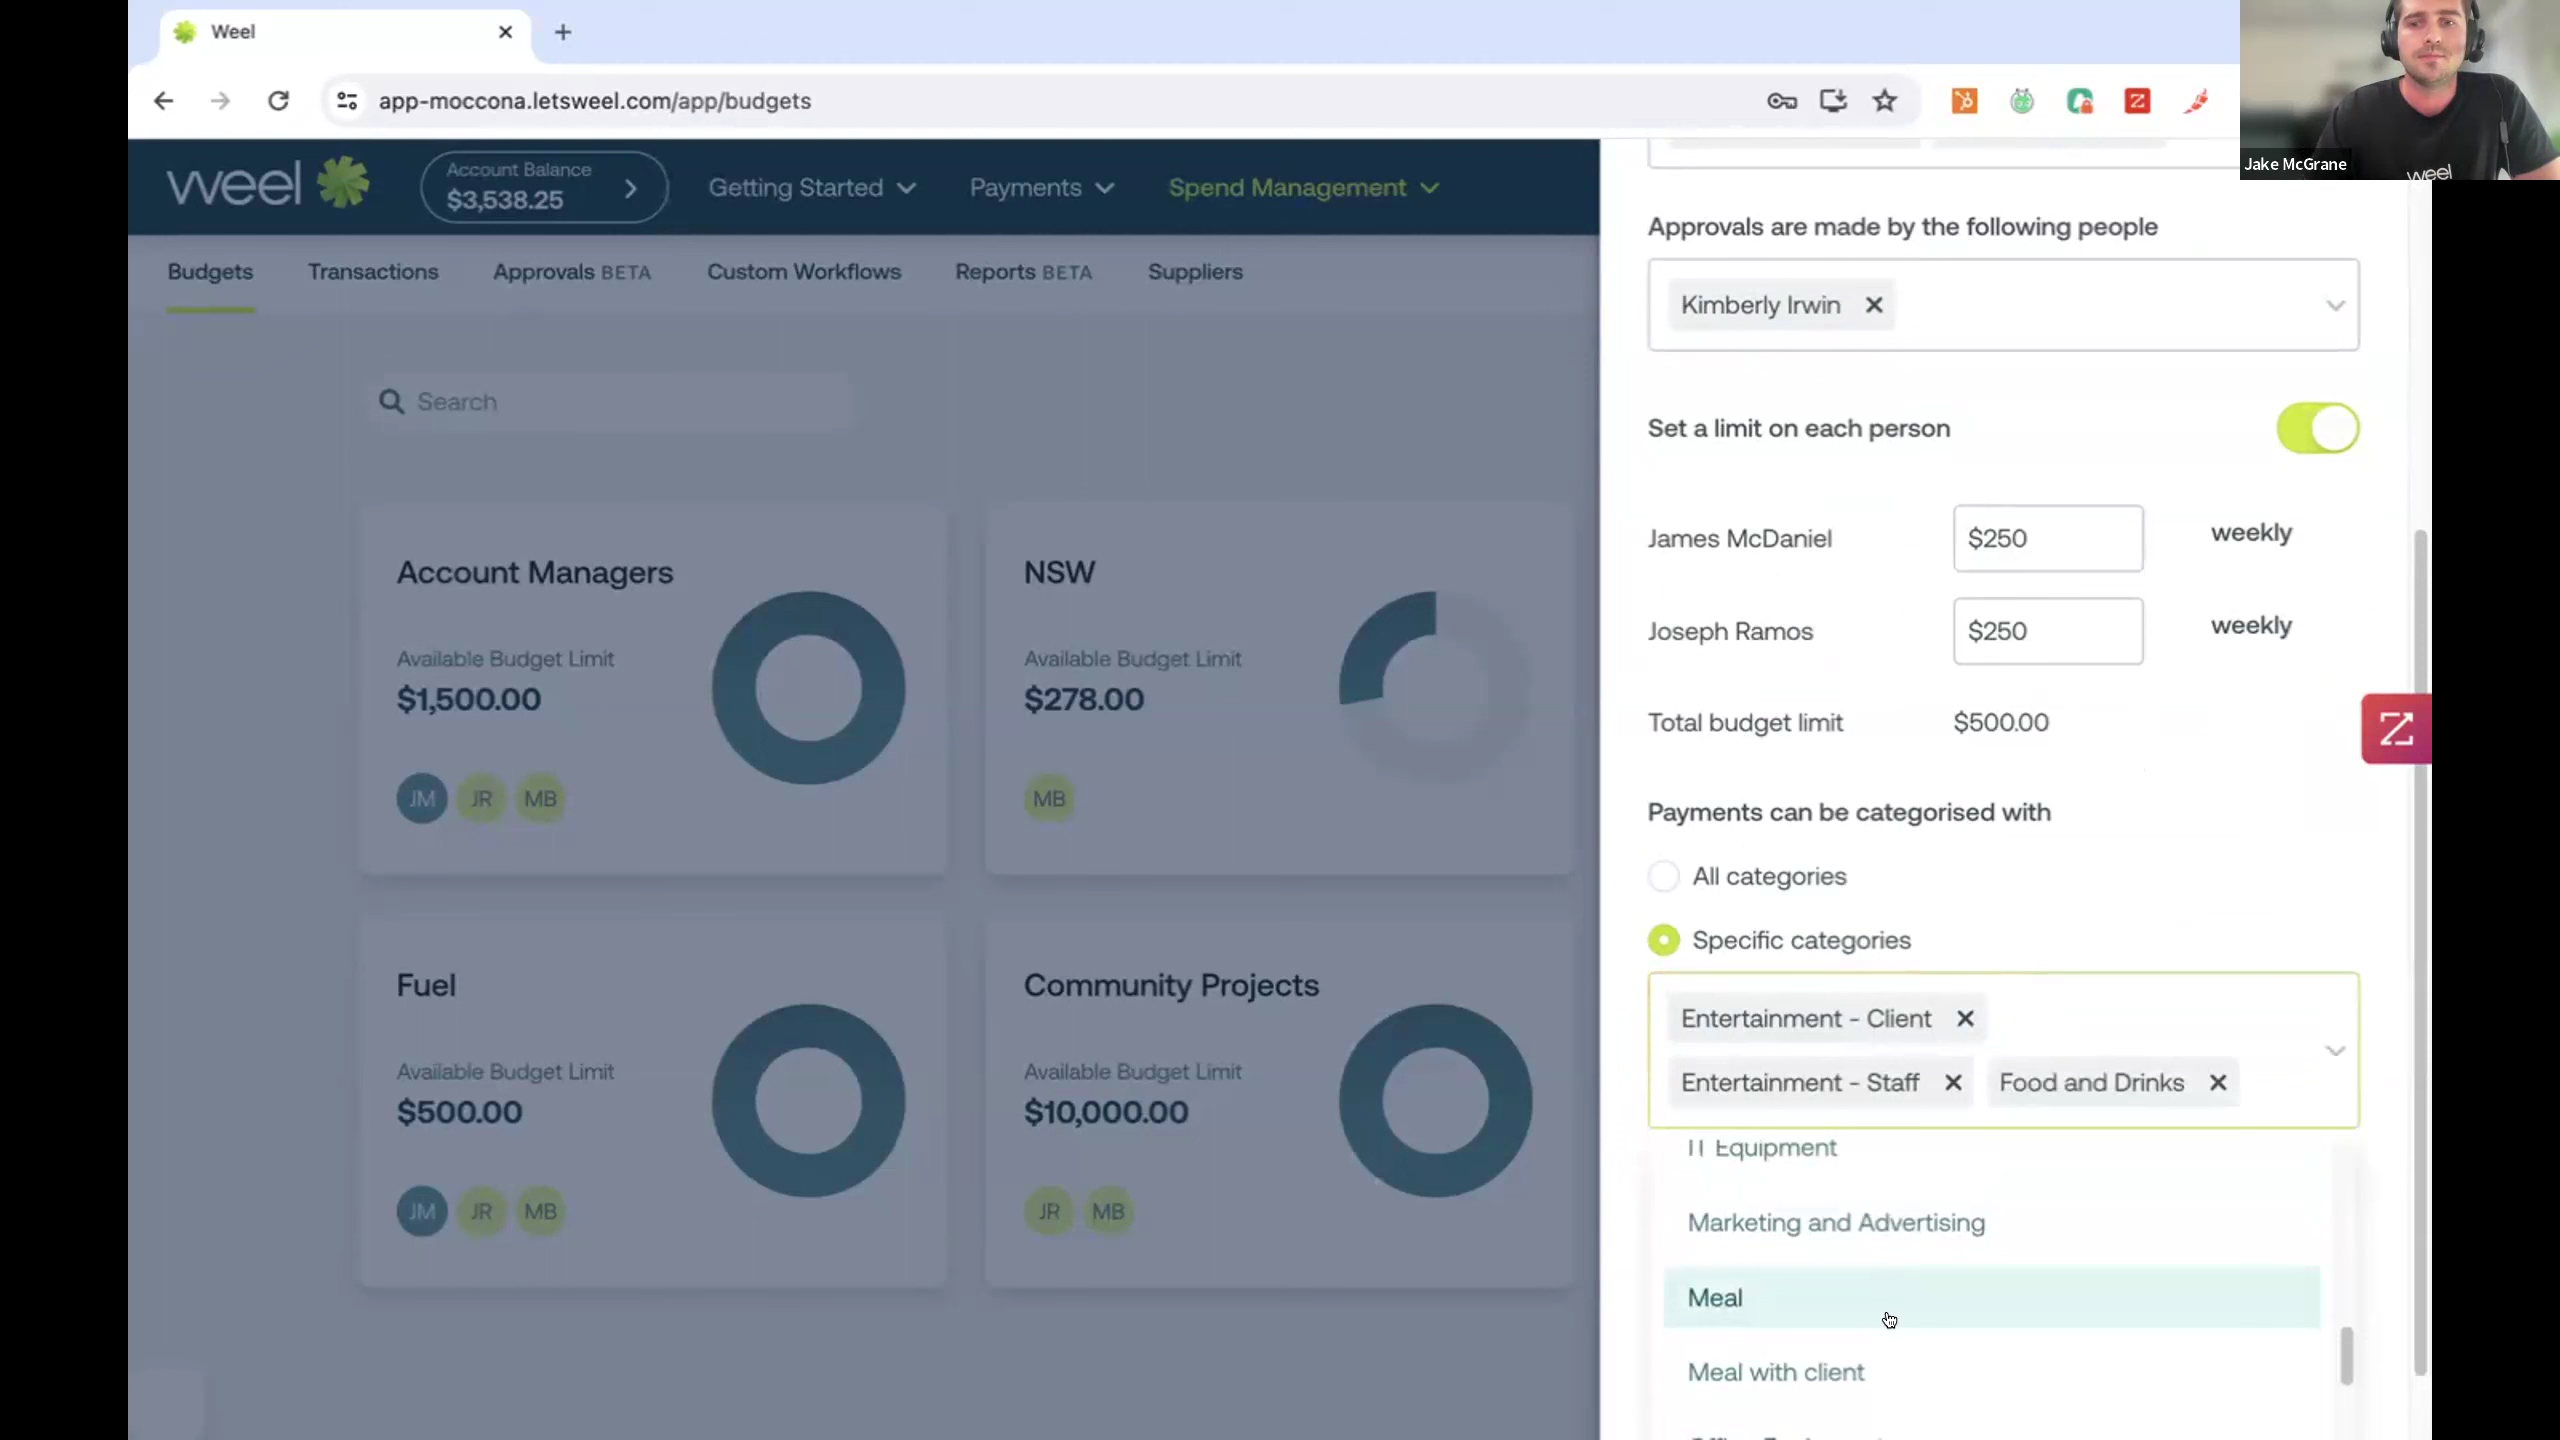 Weel
app-moccona.letsweel.com/app/budgets
Jake McGrane
weel
weel
Account Balance
$3,538.25
Getting Started
Payments
Spend Management
Budgets
Transactions
Approvals BETA
Custom Workflows
Reports BETA
Suppliers
Search
Account Managers
Available Budget Limit
$1,500.00
JM JR MB
NSW
Available Budget Limit
$278.00
MB
Fuel
Available Budget Limit
$500.00
JM JR MB
Community Projects
Available Budget Limit
$10,000.00
JR MB
Approvals are made by the following people
Kimberly Irwin
Set a limit on each person
James McDaniel $250 weekly
Joseph Ramos $250 weekly
Total budget limit $500.00
Payments can be categorised with
All categories
Specific categories
Entertainment - Client
Entertainment - Staff Food and Drinks
IT Equipment
Marketing and Advertising
Meal
Meal with client